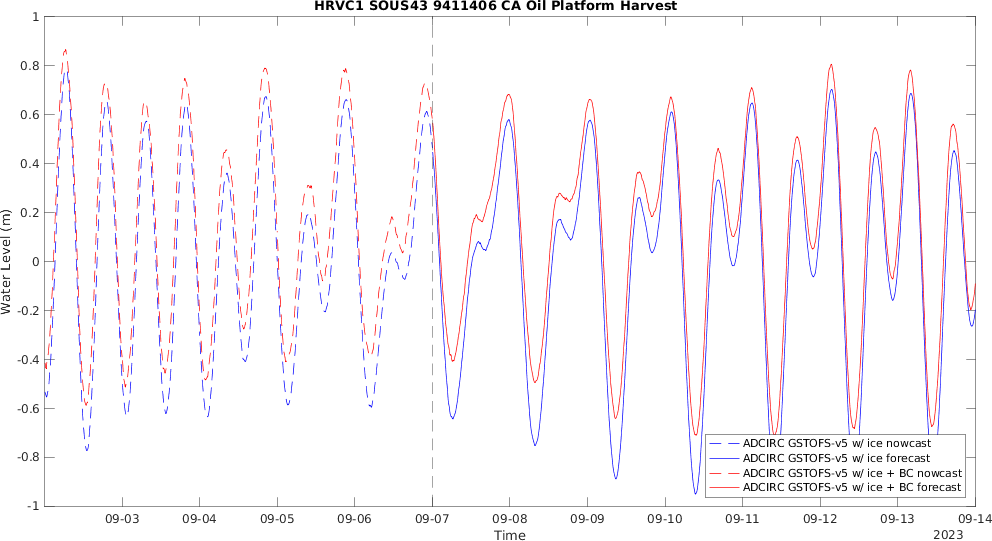 HRVC1 SOUS43 9411406 CA Oil Platform Harvest
1
0.8
0.6
0.4
0.2
0
-0.2
-0.4
-0.6
-0.8
-1
Water Level (m)
ADCIRC GSTOFS-v5 w/ ice nowcast
ADCIRC GSTOFS-v5 w/ ice forecast
ADCIRC GSTOFS-v5 w/ ice + BC nowcast
ADCIRC GSTOFS-v5 w/ ice + BC forecast
09-03 09-04 09-05 09-06 09-07 09-08 09-09 09-10 09-11 09-12 09-13 09-14
Time
2023